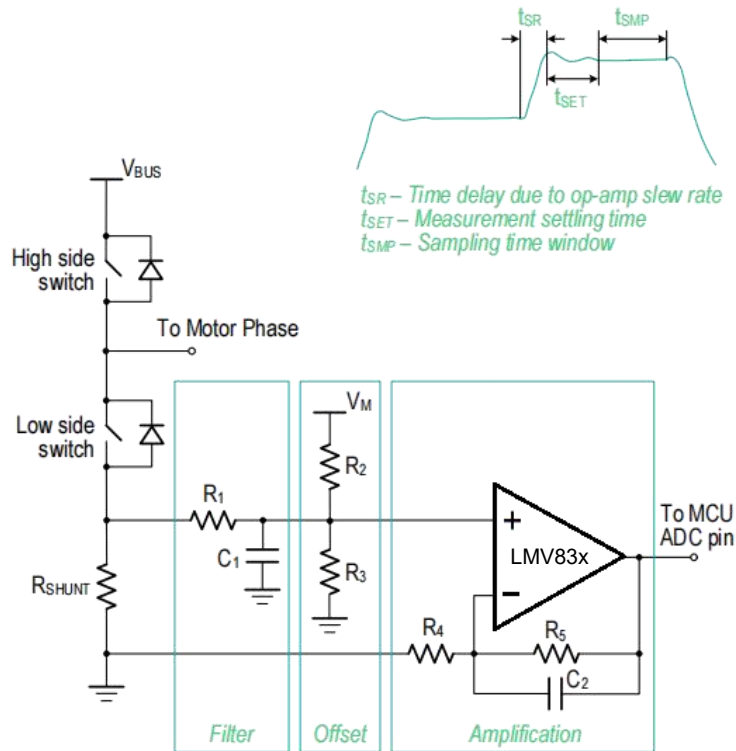 tSR
tSMP
tSET
tSR – Time delay due to op-amp slew rate
tSET – Measurement settling time
tSMP – Sampling time window
VBUS
High side
switch
To Motor Phase
Low side
switch
VM
R2
R1
C1
R3
RSHUNT
+
LMV83x
−
To MCU
ADC pin
R4
R5
C2
Filter
Offset
Amplification